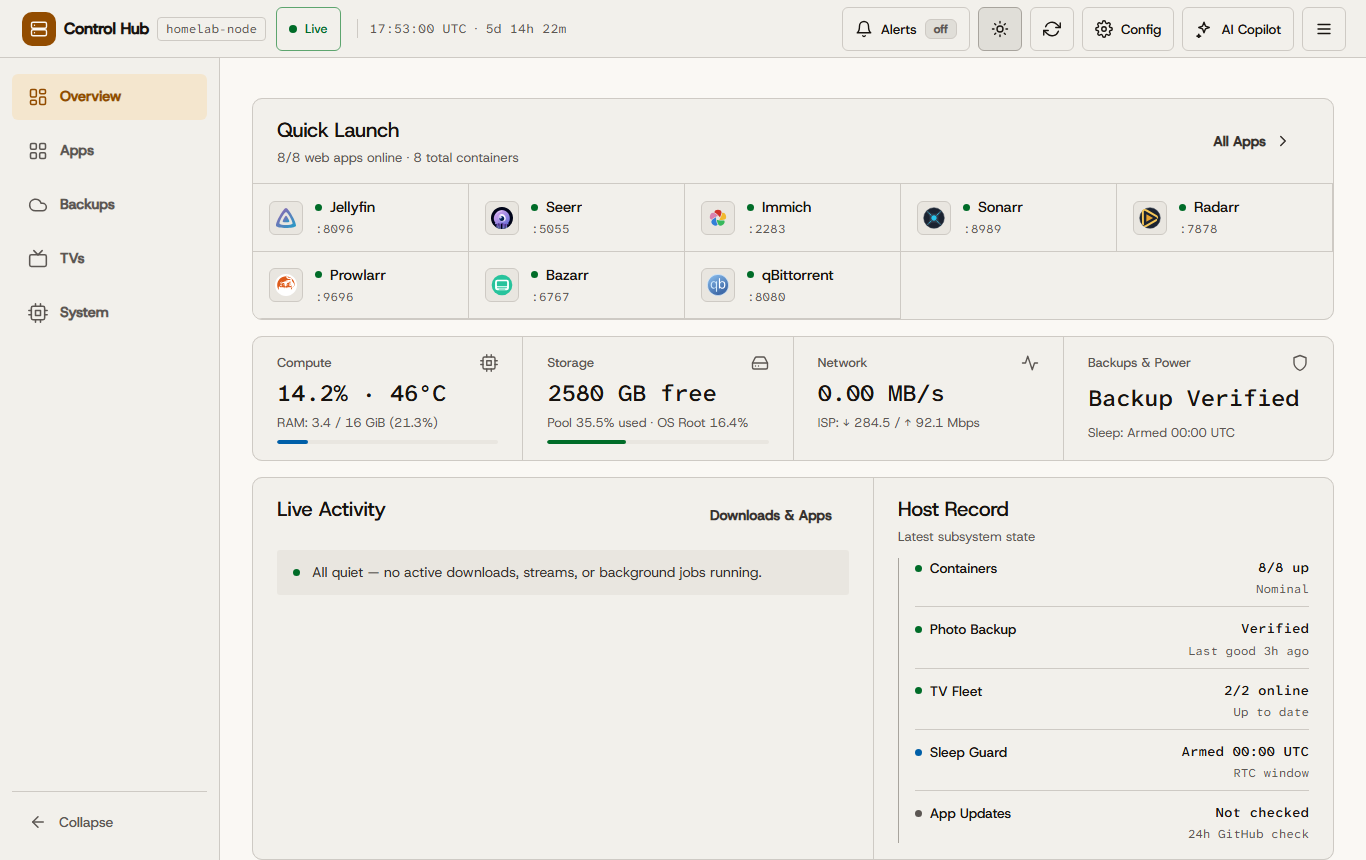 Control Hub
homelab-node
Live
17:53:00 UTC · 5d 14h 22m
Alerts off
Config
AI Copilot
Overview
Apps
Backups
TVs
System
Collapse
Quick Launch
8/8 web apps online · 8 total containers
All Apps
Jellyfin
:8096
Seerr
:5055
Immich
:2283
Sonarr
:8989
Radarr
:7878
Prowlarr
:9696
Bazarr
:6767
qb
qBittorrent
:8080
Compute
14.2% · 46°C
RAM: 3.4 / 16 GiB (21.3%)
Storage
2580 GB free
Pool 35.5% used · OS Root 16.4%
Network
0.00 MB/s
ISP: ↓ 284.5 / ↑ 92.1 Mbps
Backups & Power
Backup Verified
Sleep: Armed 00:00 UTC
Live Activity
Downloads & Apps
All quiet — no active downloads, streams, or background jobs running.
Host Record
Latest subsystem state
Containers 8/8 up
Nominal
Photo Backup Verified
Last good 3h ago
TV Fleet 2/2 online
Up to date
Sleep Guard Armed 00:00 UTC
RTC window
App Updates Not checked
24h GitHub check